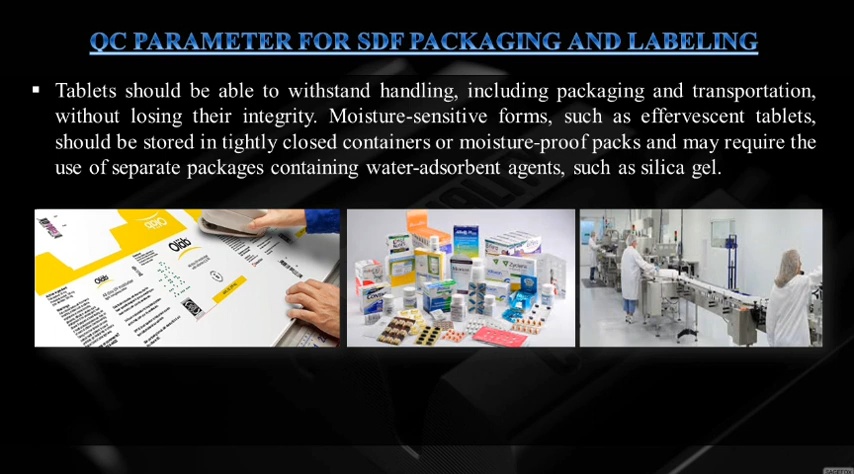 QC PARAMETER FOR SDF PACKAGING AND LABELING
▪ Tablets should be able to withstand handling, including packaging and transportation,
without losing their integrity. Moisture-sensitive forms, such as effervescent tablets,
should be stored in tightly closed containers or moisture-proof packs and may require the
use of separate packages containing water-adsorbent agents, such as silica gel.